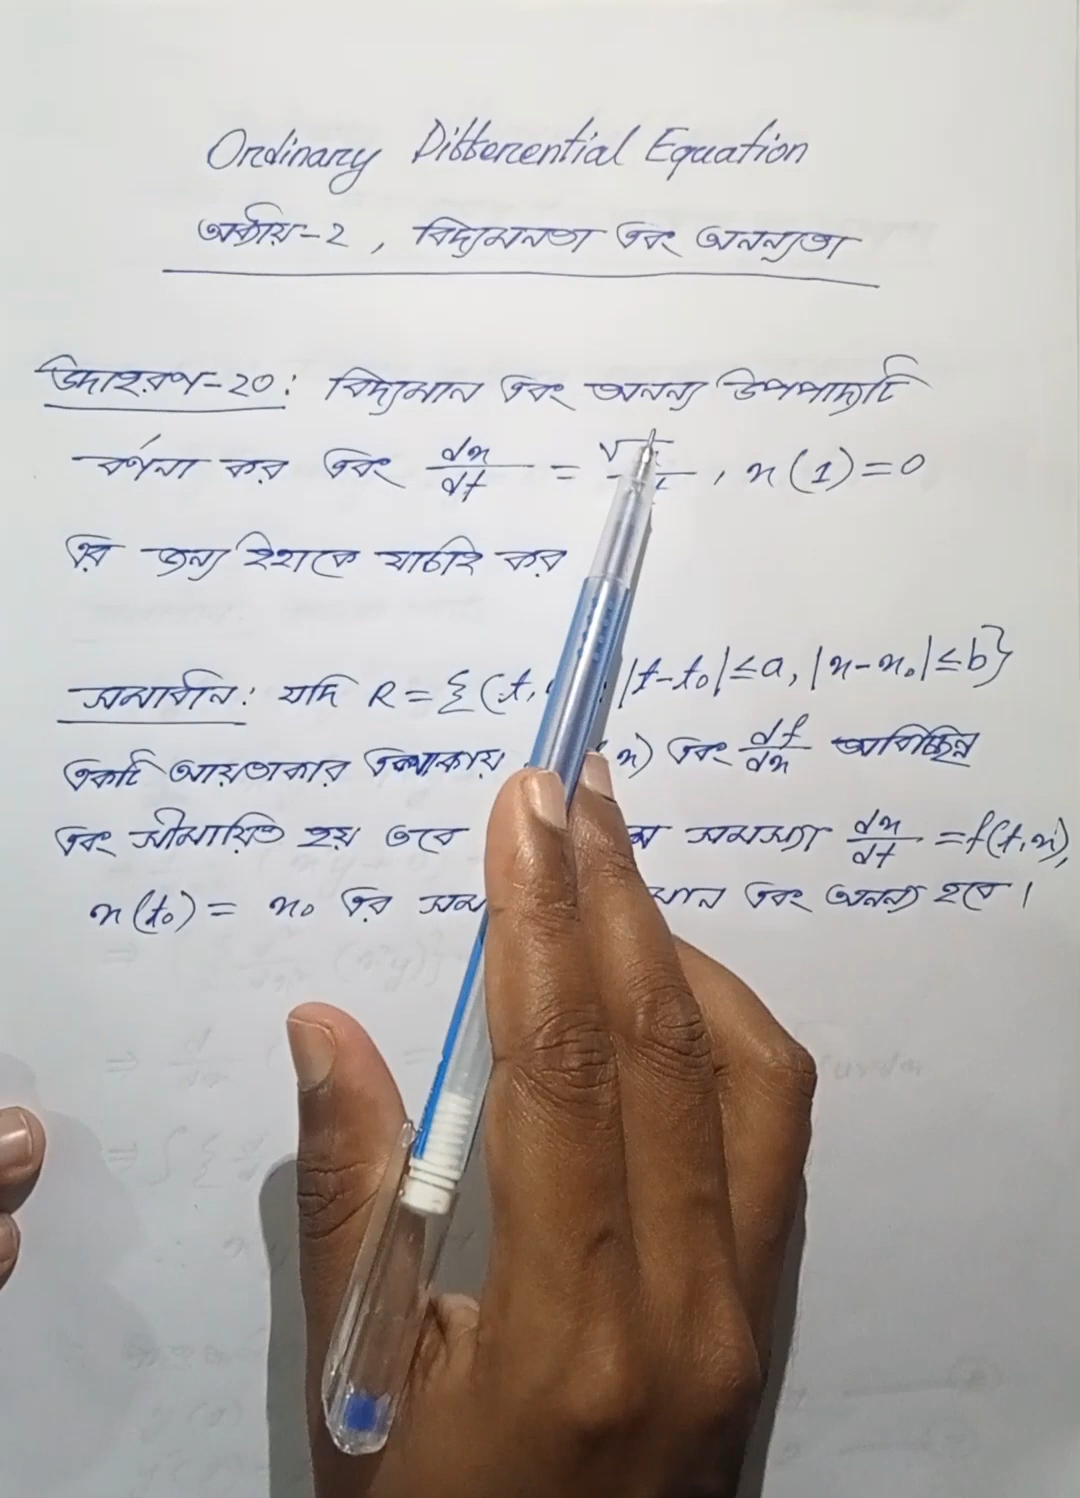 Ordinary Differential Equation
অধ্যায়-2, বিদ্যমানতা এবং অনন্যতা
উদাহরণ-20: বিদ্যমান এবং অনন্য উপপাদ্যটি
বর্ণনা কর এবং dx/dt = √ , x(1)=0
এর জন্য ইহাকে যাচাই কর
সমাধান: যদি R={(t, |t-t₀|≤a, |x-x₀|≤b}
একটি আয়তাকার এলাকায় x) এবং df/dx অবিচ্ছিন্ন
এবং সীমায়িত হয় তবে সমস্যা dx/dt =f(t,x),
x(t₀)= x₀ এর এবং অনন্য হবে।